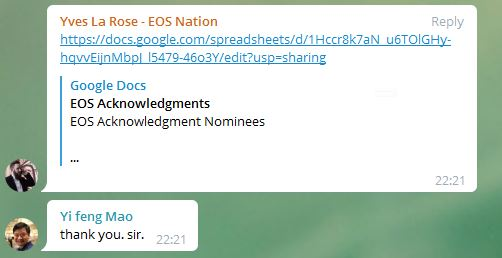 Yves La Rose - EOS Nation Reply
https://docs.google.com/spreadsheets/d/1Hccr8k7aN_u6TOlGHy-
hqvvEijnMbpJ_l5479-46o3Y/edit?usp=sharing
Google Docs
EOS Acknowledgments
EOS Acknowledgment Nominees
...
22:21
Yi feng Mao
thank you. sir. 22:21